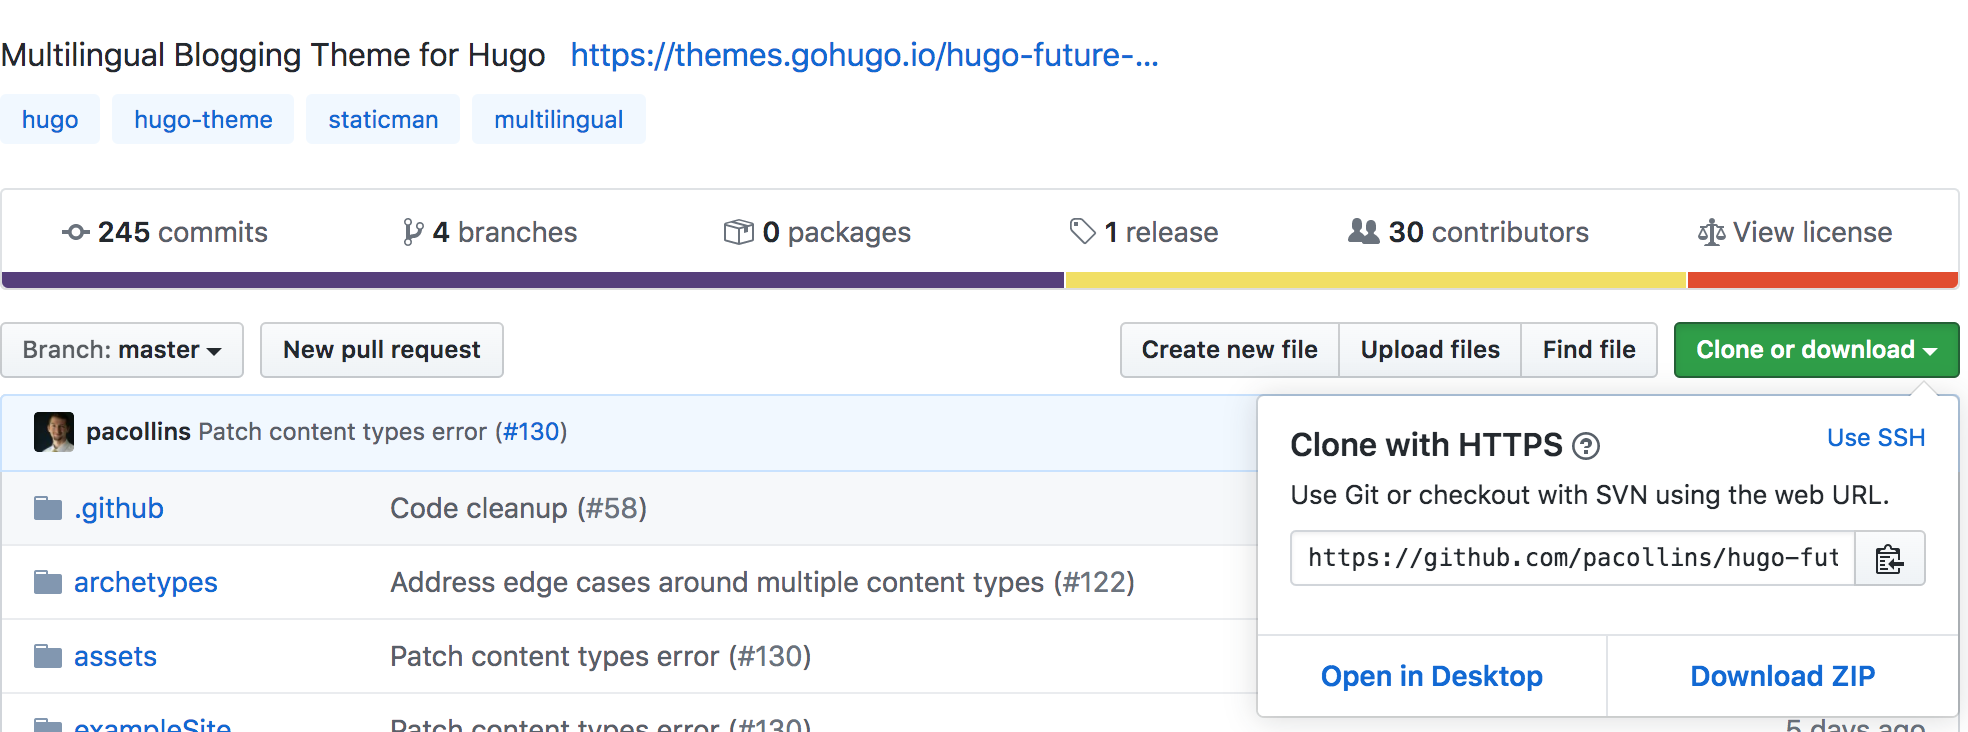 Multilingual Blogging Theme for Hugo https://themes.gohugo.io/hugo-future-...
hugo hugo-theme staticman multilingual
245 commits 4 branches 0 packages 1 release 30 contributors View license
Branch: master New pull request Create new file Upload files Find file Clone or download
pacollins Patch content types error (#130)
Clone with HTTPS ? Use SSH
Use Git or checkout with SVN using the web URL.
https://github.com/pacollins/hugo-fut
Open in Desktop Download ZIP
.github Code cleanup (#58)
archetypes Address edge cases around multiple content types (#122)
assets Patch content types error (#130)
exampleSite Patch content types error (#130) 5 days ago